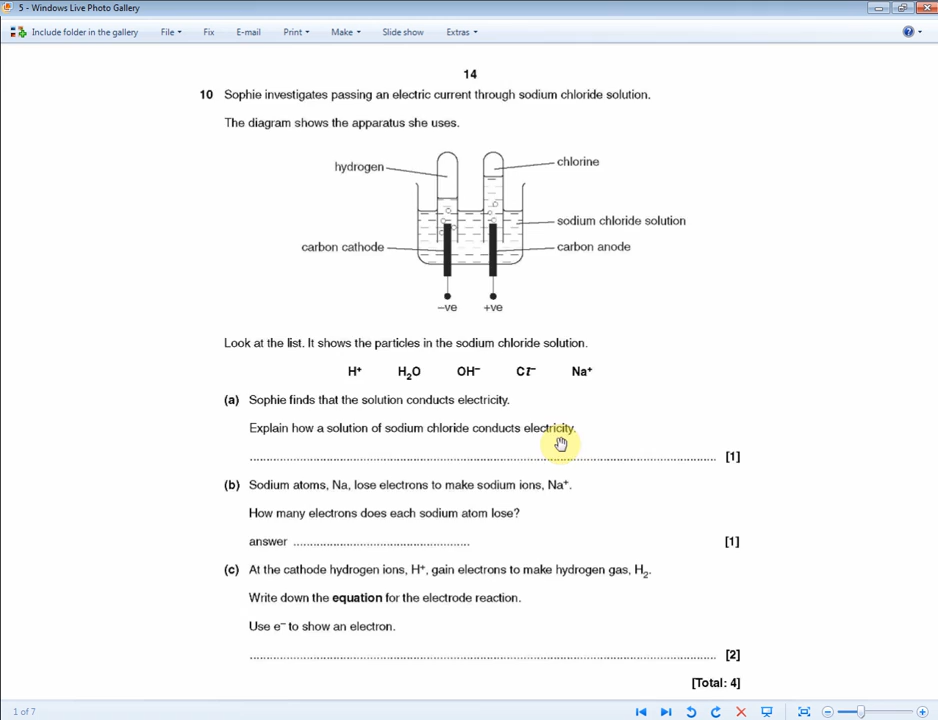 5 - Windows Live Photo Gallery
Include folder in the gallery File Fix E-mail Print Make Slide show Extras
14
10 Sophie investigates passing an electric current through sodium chloride solution.
The diagram shows the apparatus she uses.
hydrogen
chlorine
sodium chloride solution
carbon cathode
carbon anode
–ve +ve
Look at the list. It shows the particles in the sodium chloride solution.
H⁺ H₂O OH⁻ Cl⁻ Na⁺
(a) Sophie finds that the solution conducts electricity.
Explain how a solution of sodium chloride conducts electricity.
[1]
(b) Sodium atoms, Na, lose electrons to make sodium ions, Na⁺.
How many electrons does each sodium atom lose?
answer [1]
(c) At the cathode hydrogen ions, H⁺, gain electrons to make hydrogen gas, H₂.
Write down the equation for the electrode reaction.
Use e⁻ to show an electron.
[2]
[Total: 4]
1 of 7